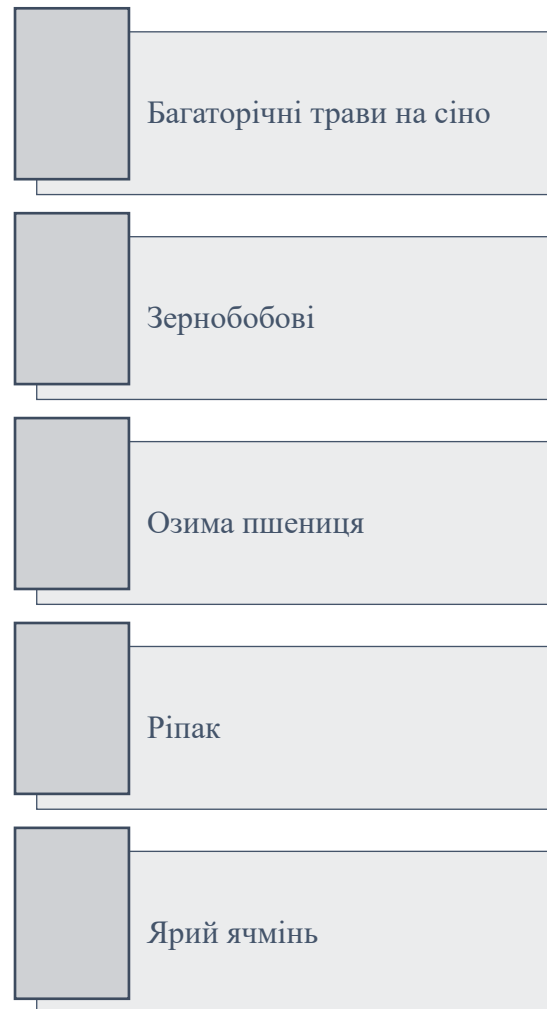 Багаторічні трави на сіно
Зернобобові
Озима пшениця
Ріпак
Ярий ячмінь